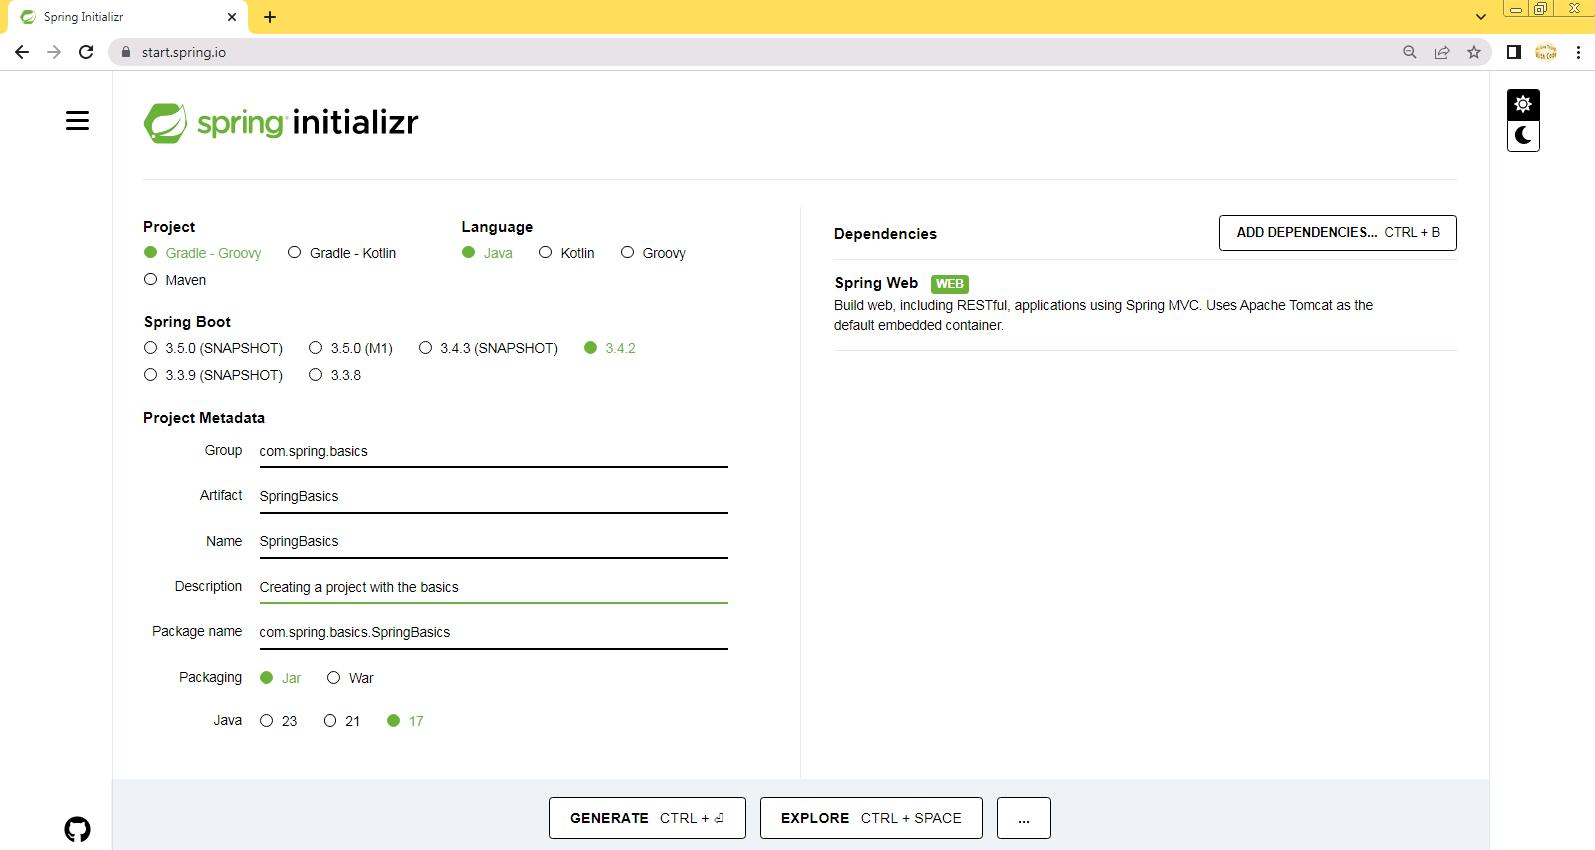 Spring Initializr
start.spring.io
spring initializr
Project
Gradle - Groovy Gradle - Kotlin
Maven
Language
Java Kotlin Groovy
Spring Boot
3.5.0 (SNAPSHOT) 3.5.0 (M1) 3.4.3 (SNAPSHOT) 3.4.2
3.3.9 (SNAPSHOT) 3.3.8
Project Metadata
Group com.spring.basics
Artifact SpringBasics
Name SpringBasics
Description Creating a project with the basics
Package name com.spring.basics.SpringBasics
Packaging Jar War
Java 23 21 17
Dependencies
ADD DEPENDENCIES... CTRL + B
Spring Web WEB
Build web, including RESTful, applications using Spring MVC. Uses Apache Tomcat as the
default embedded container.
GENERATE CTRL + ⏎
EXPLORE CTRL + SPACE
...